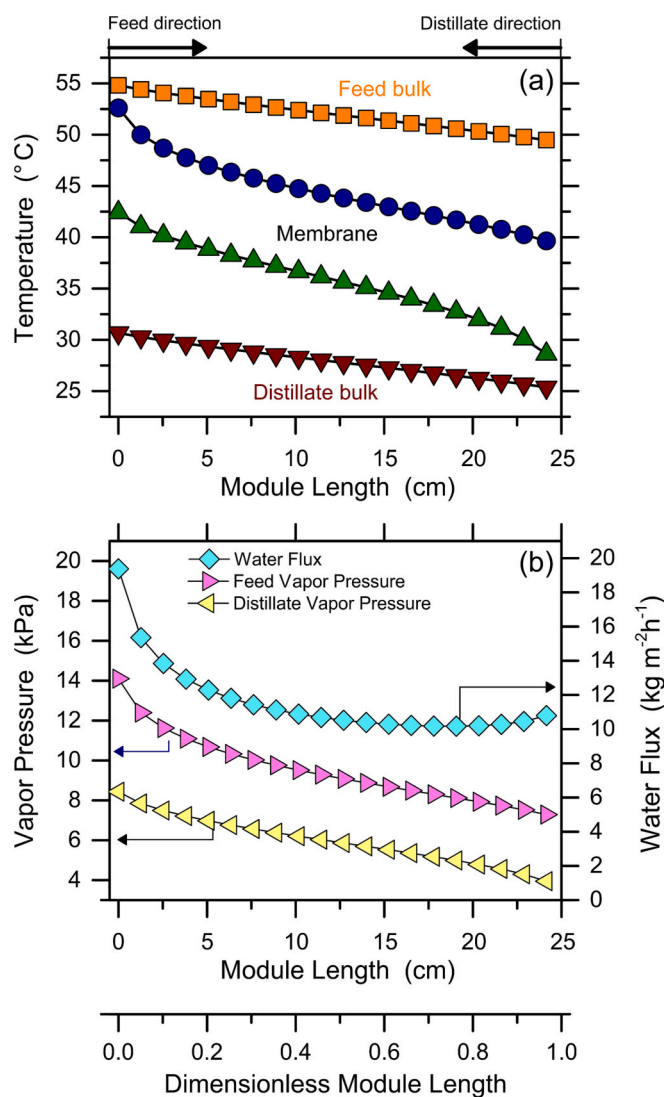 Feed direction
Distillate direction
(a)
Feed bulk
Membrane
Distillate bulk
Temperature (°C)
55
50
45
40
35
30
25
0 5 10 15 20 25
Module Length (cm)
(b)
Water Flux
Feed Vapor Pressure
Distillate Vapor Pressure
Vapor Pressure (kPa)
20
18
16
14
12
10
8
6
4
Water Flux (kg m⁻²h⁻¹)
20
18
16
14
12
10
8
6
4
2
0
0 5 10 15 20 25
Module Length (cm)
0.0 0.2 0.4 0.6 0.8 1.0
Dimensionless Module Length